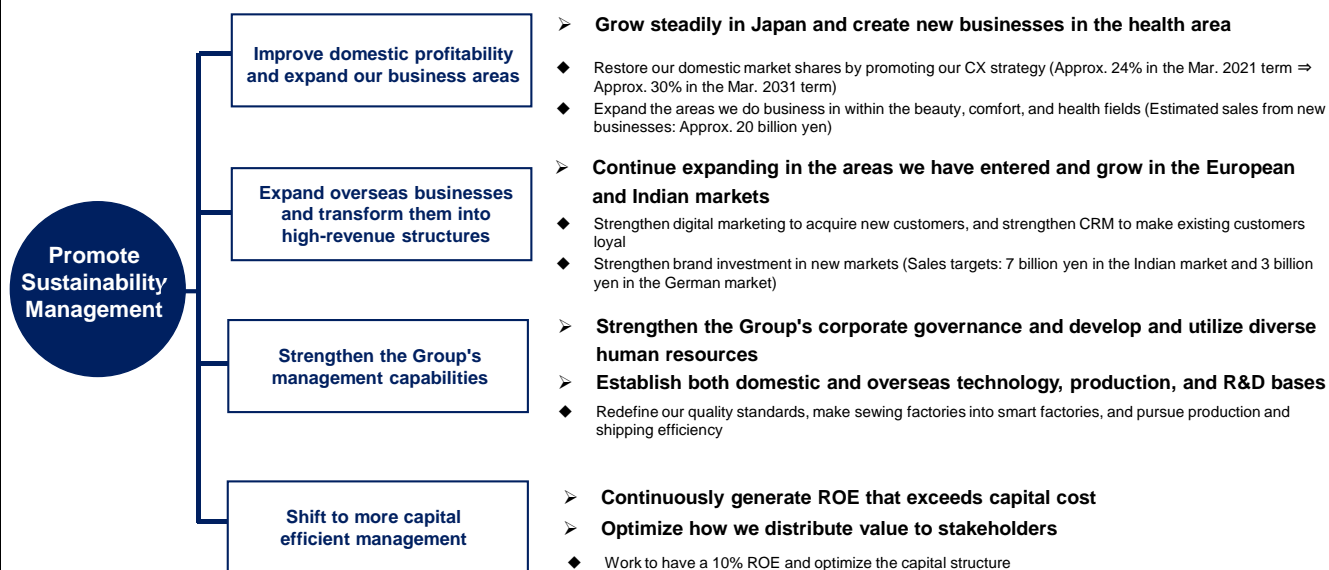 Promote
Sustainability
Management
Improve domestic profitability
and expand our business areas
➢ Grow steadily in Japan and create new businesses in the health area
◆ Restore our domestic market shares by promoting our CX strategy (Approx. 24% in the Mar. 2021 term ⇒
Approx. 30% in the Mar. 2031 term)
◆ Expand the areas we do business in within the beauty, comfort, and health fields (Estimated sales from new
businesses: Approx. 20 billion yen)
Expand overseas businesses
and transform them into
high-revenue structures
➢ Continue expanding in the areas we have entered and grow in the European
and Indian markets
◆ Strengthen digital marketing to acquire new customers, and strengthen CRM to make existing customers
loyal
◆ Strengthen brand investment in new markets (Sales targets: 7 billion yen in the Indian market and 3 billion
yen in the German market)
Strengthen the Group's
management capabilities
➢ Strengthen the Group's corporate governance and develop and utilize diverse
human resources
➢ Establish both domestic and overseas technology, production, and R&D bases
◆ Redefine our quality standards, make sewing factories into smart factories, and pursue production and
shipping efficiency
Shift to more capital
efficient management
➢ Continuously generate ROE that exceeds capital cost
➢ Optimize how we distribute value to stakeholders
◆ Work to have a 10% ROE and optimize the capital structure